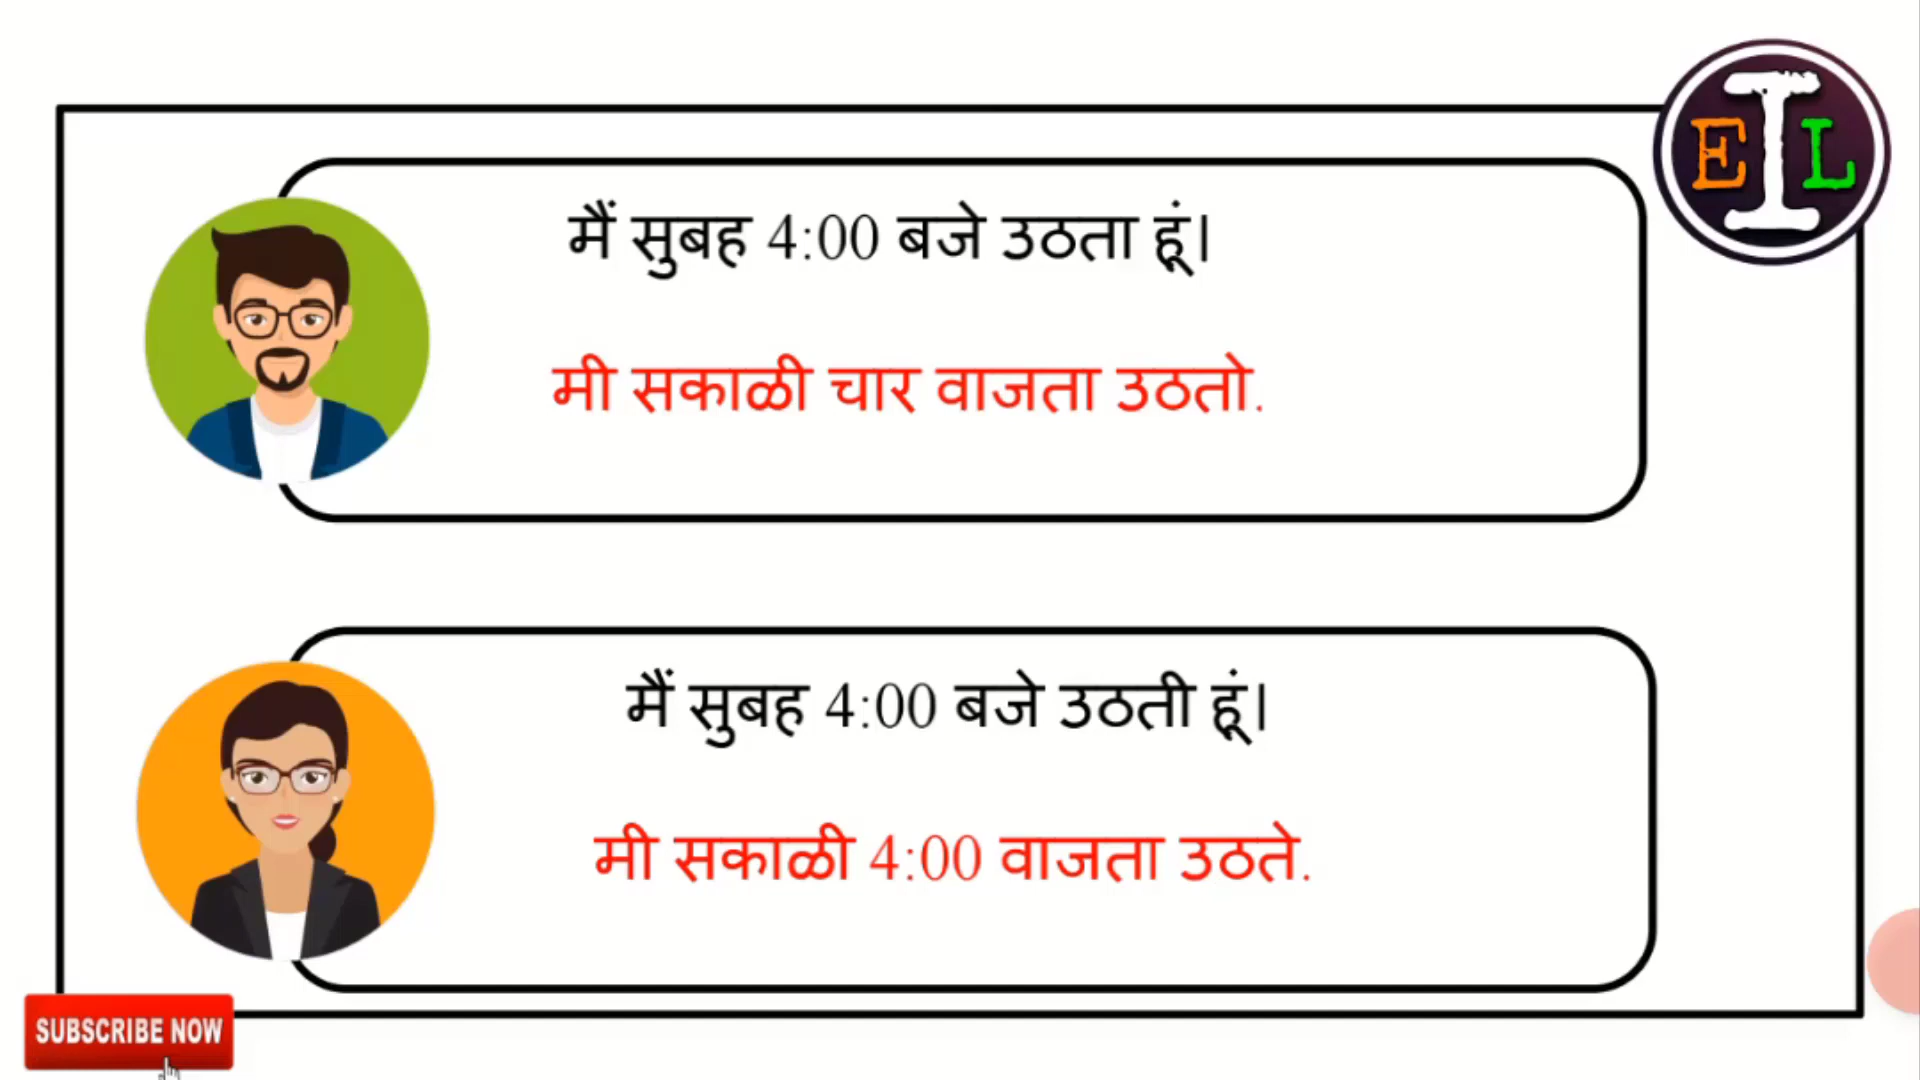 E I L
मैं सुबह 4:00 बजे उठता हूं।
मी सकाळी चार वाजता उठतो.
मैं सुबह 4:00 बजे उठती हूं।
मी सकाळी 4:00 वाजता उठते.
SUBSCRIBE NOW